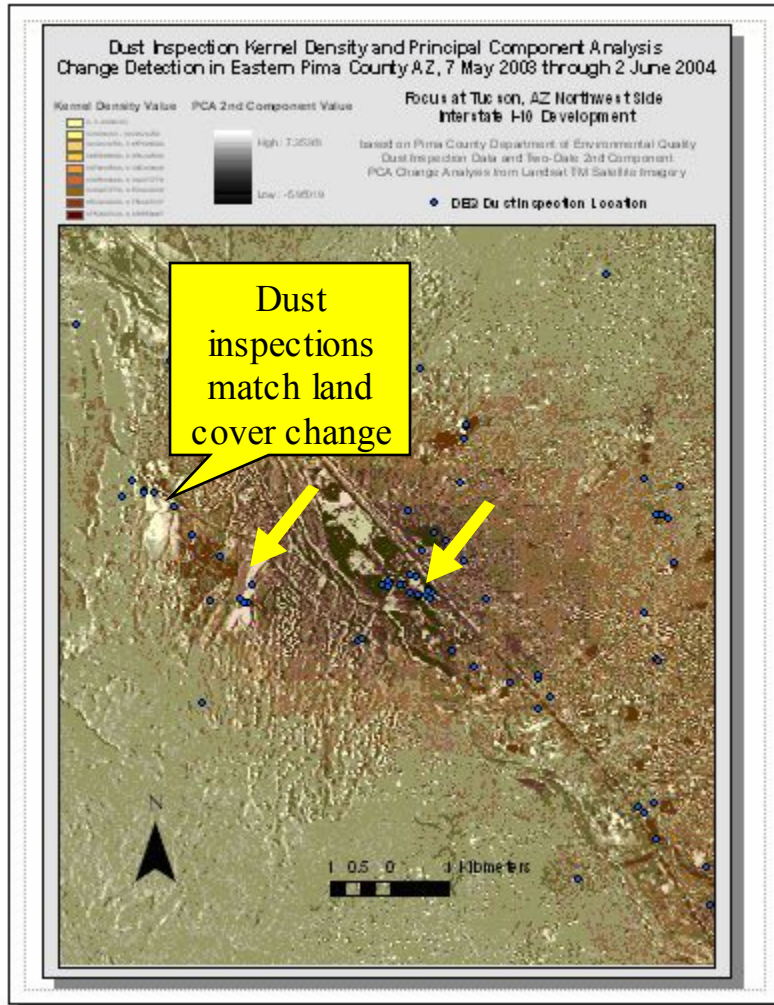 Dust Inspection Kernel Density and Principal Component Analysis
Change Detection in Eastern Pima County AZ, 7 May 2003 through 2 June 2004
Kernel Density Value
PCA 2nd Component Value
High :
Low :
Focus at Tucson, AZ Northwest Side
Interstate I-10 Development
based on Pima County Department of Environmental Quality
Dust Inspection Data and Two-Date 2nd Component
PCA Change Analysis from Landsat TM Satellite Imagery
DEQ Dust Inspection Location
Dust
inspections
match land
cover change
N
1 0.5 0 1 Kilometers